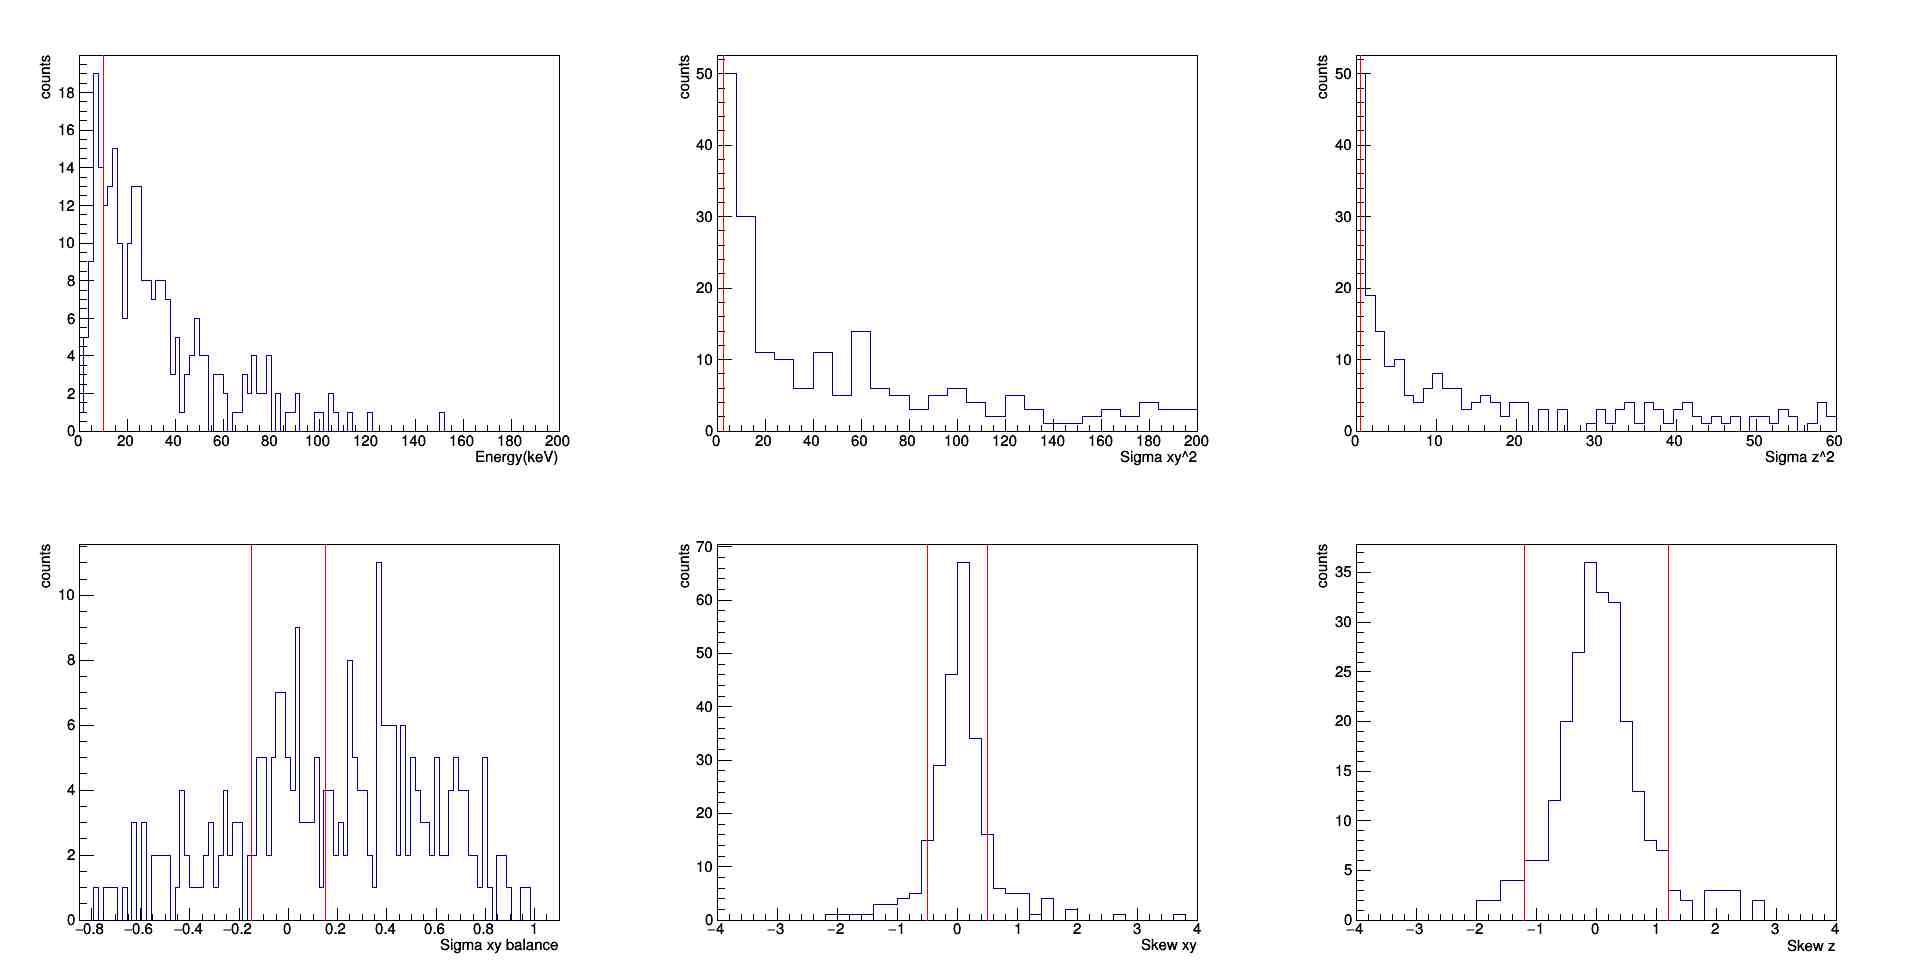 counts
18
16
14
12
10
8
6
4
2
0
0 20 40 60 80 100 120 140 160 180 200
Energy(keV)
counts
50
40
30
20
10
0
0 20 40 60 80 100 120 140 160 180 200
Sigma xy^2
counts
50
40
30
20
10
0
0 10 20 30 40 50 60
Sigma z^2
counts
10
8
6
4
2
0
−0.8 −0.6 −0.4 −0.2 0 0.2 0.4 0.6 0.8 1
Sigma xy balance
counts
70
60
50
40
30
20
10
0
−4 −3 −2 −1 0 1 2 3 4
Skew xy
counts
35
30
25
20
15
10
5
0
−4 −3 −2 −1 0 1 2 3 4
Skew z